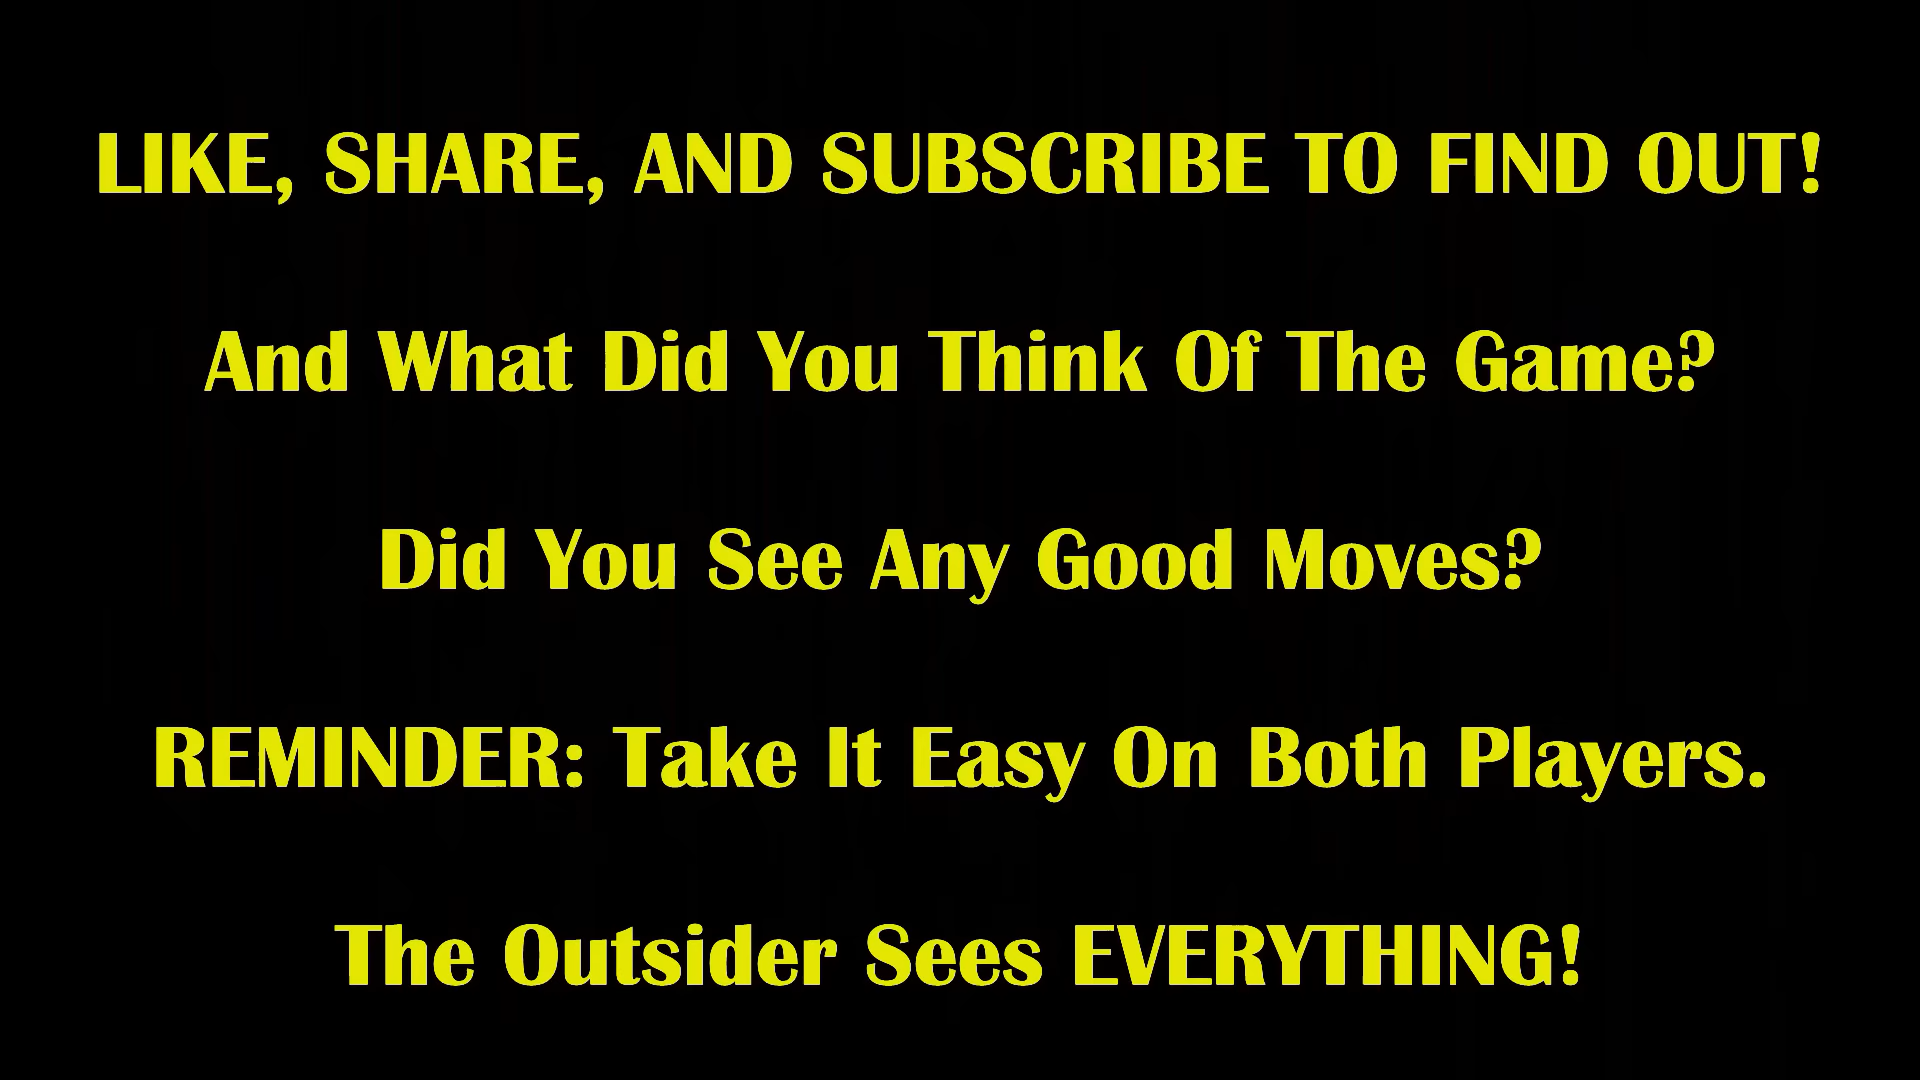 LIKE, SHARE, AND SUBSCRIBE TO FIND OUT!
And What Did You Think Of The Game?
Did You See Any Good Moves?
REMINDER: Take It Easy On Both Players.
The Outsider Sees EVERYTHING!